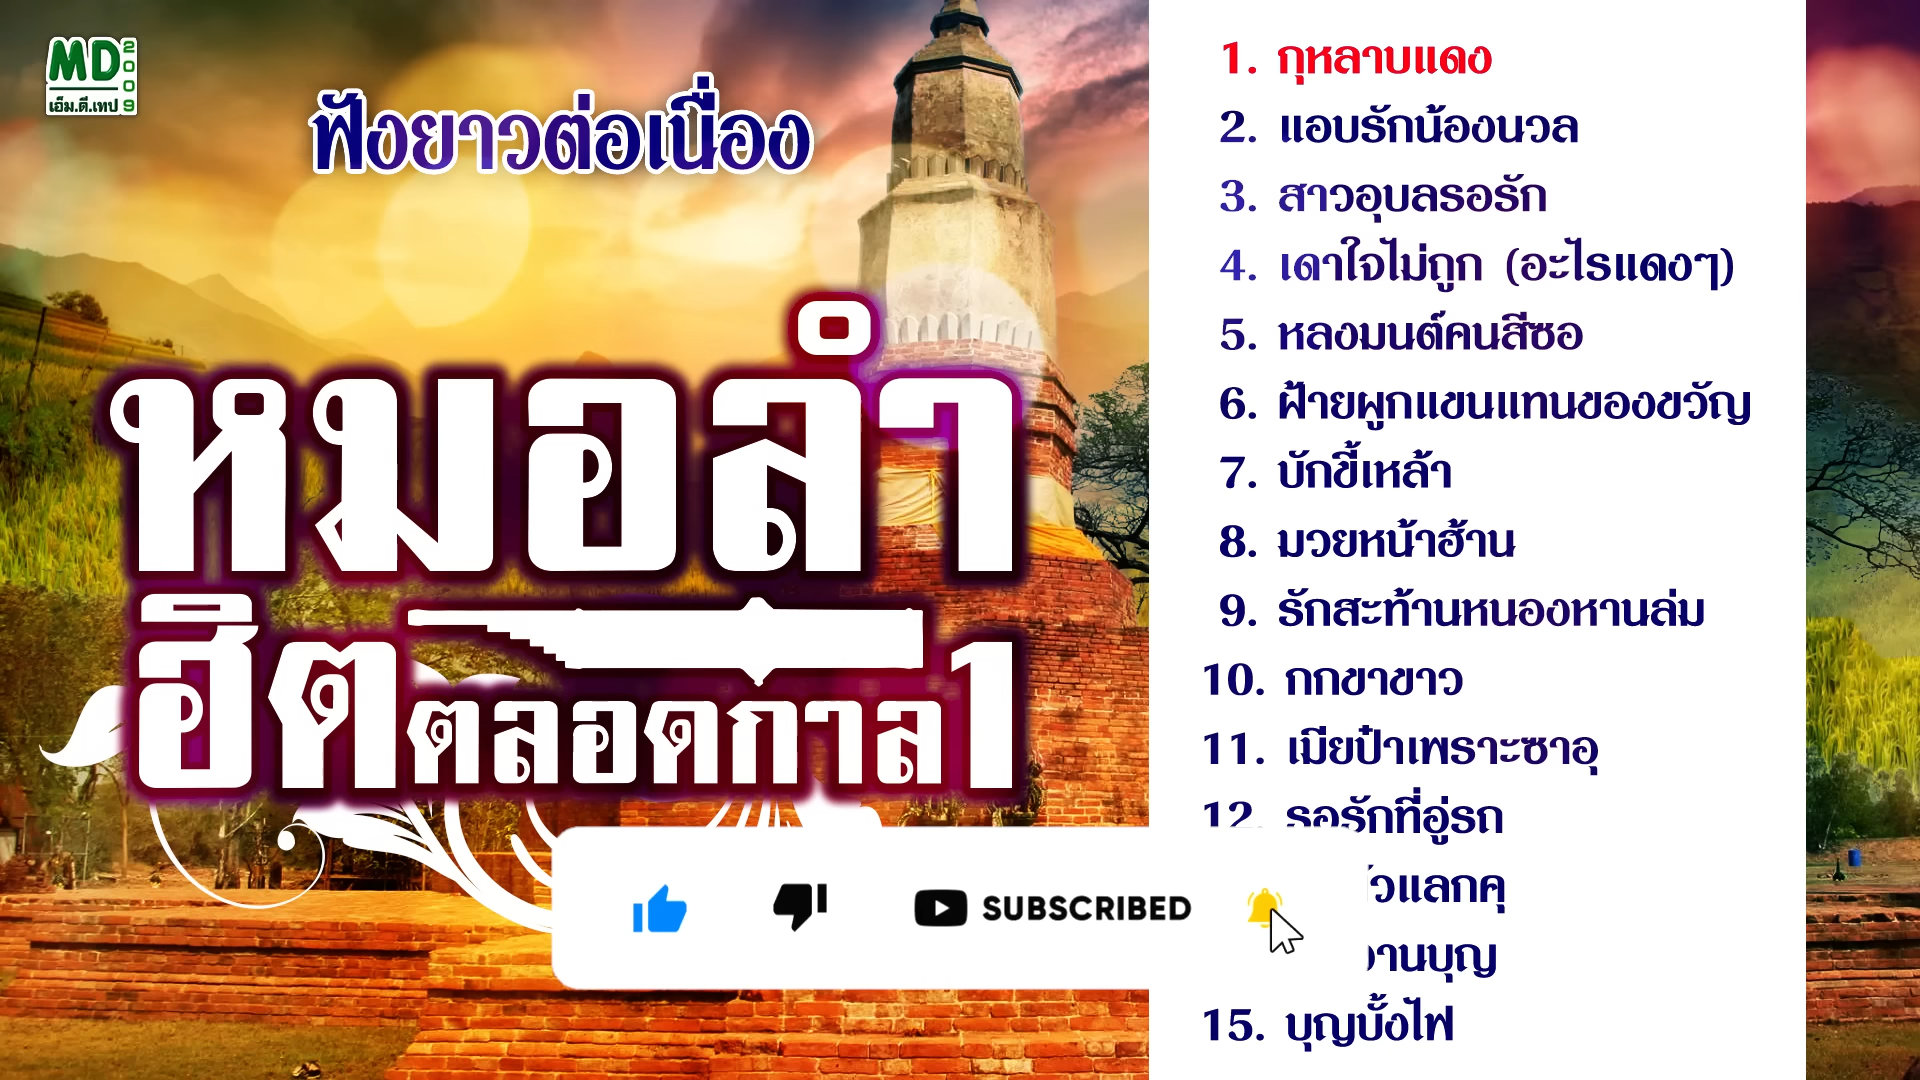 MD
2009
เอ็ม.ดี.เทป
ฟังยาวต่อเนื่อง
หมอลำ
ฮิตตลอดกาล 1
1. กุหลาบแดง
2. แอบรักน้องนวล
3. สาวอุบลรอรัก
4. เดาใจไม่ถูก (อะไรแดงๆ)
5. หลงมนต์คนสีซอ
6. ฝ้ายผูกแขนแทนของขวัญ
7. บักขี้เหล้า
8. มวยหน้าฮ้าน
9. รักสะท้านหนองหานล่ม
10. กกขาขาว
11. เมียป๋าเพราะซาอุ
12. รอรักที่อู่รถ
ัวแลกคุ
านบุญ
15. บุญบั้งไฟ
SUBSCRIBED